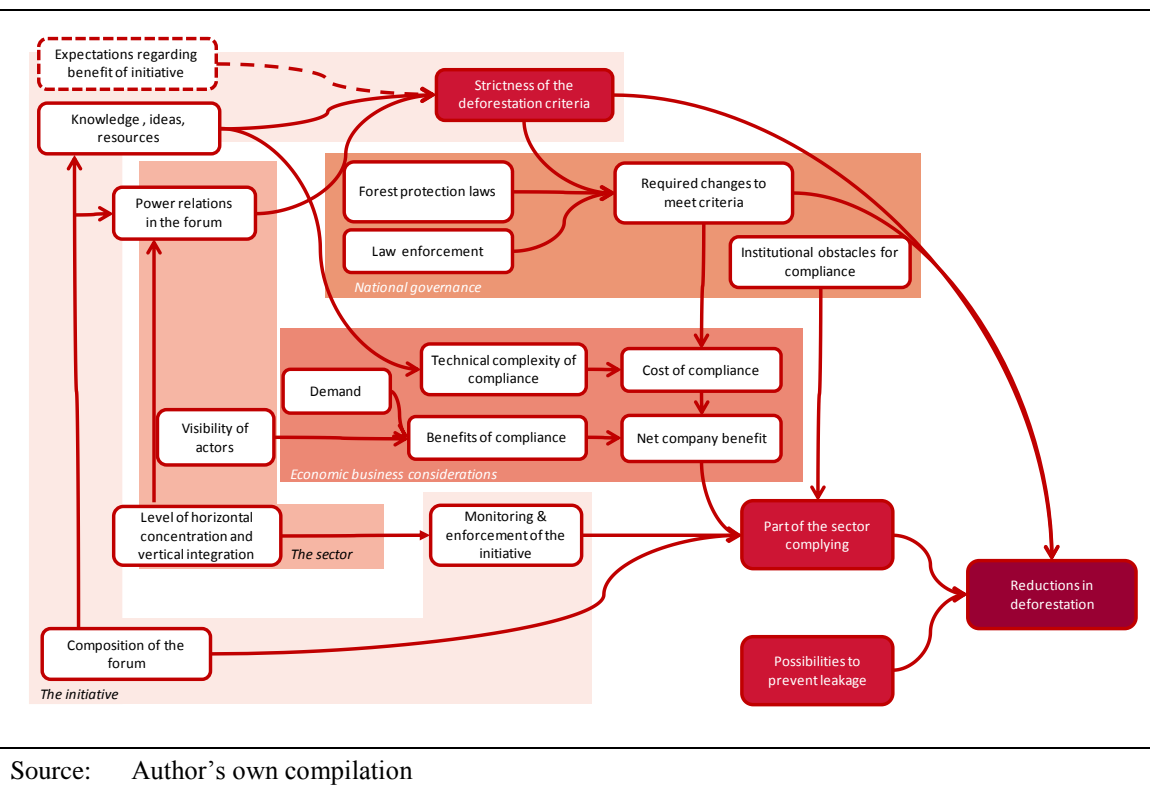 Expectations regarding
benefit of initiative
Strictness of the
deforestation criteria
Knowledge , ideas,
resources
Forest protection laws
Required changes to
meet criteria
Power relations
in the forum
Law enforcement
Institutional obstacles for
compliance
National governance
Technical complexity of
compliance
Cost of compliance
Demand
Visibility of
actors
Benefits of compliance
Net company benefit
Economic business considerations
Level of horizontal
concentration and
vertical integration
The sector
Monitoring &
enforcement of the
initiative
Part of the sector
complying
Reductions in
deforestation
Composition of the
forum
Possibilities to
prevent leakage
The initiative
Source: Author's own compilation